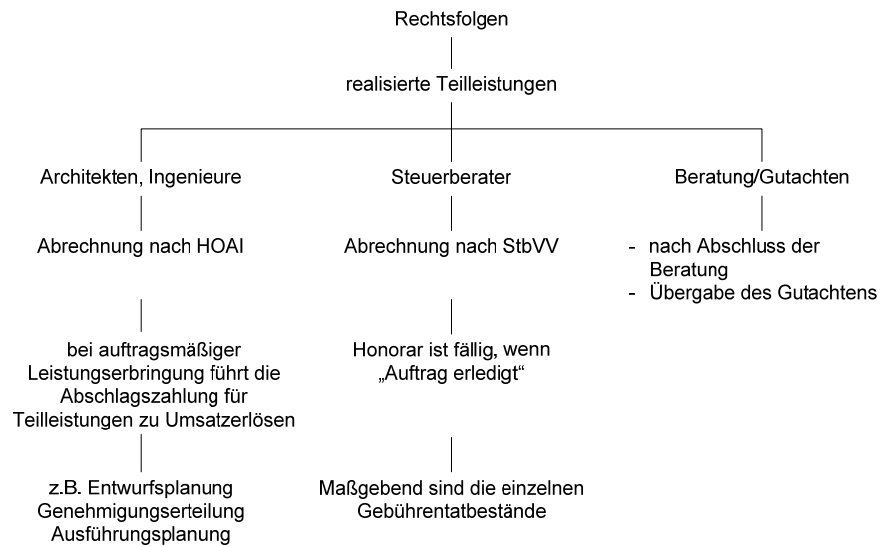 Rechtsfolgen
realisierte Teilleistungen
Architekten, Ingenieure
Steuerberater
Beratung/Gutachten
Abrechnung nach HOAI
Abrechnung nach StbVV
- nach Abschluss der
Beratung
- Übergabe des Gutachtens
bei auftragsmäßiger
Leistungserbringung führt die
Abschlagszahlung für
Teilleistungen zu Umsatzerlösen
Honorar ist fällig, wenn
„Auftrag erledigt“
z.B. Entwurfsplanung
Genehmigungserteilung
Ausführungsplanung
Maßgebend sind die einzelnen
Gebührentatbestände